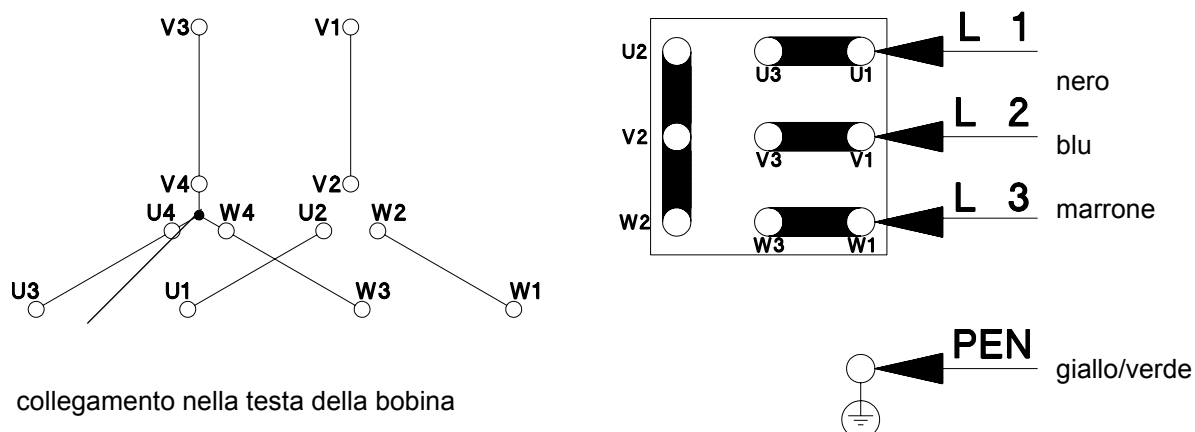 V3 V1
V4 V2
U4 W4 U2 W2
U3 U1 W3 W1
collegamento nella testa della bobina
U2 U3 U1 L 1
nero
V2 V3 V1 L 2
blu
W2 W3 W1 L 3
marrone
PEN
giallo/verde